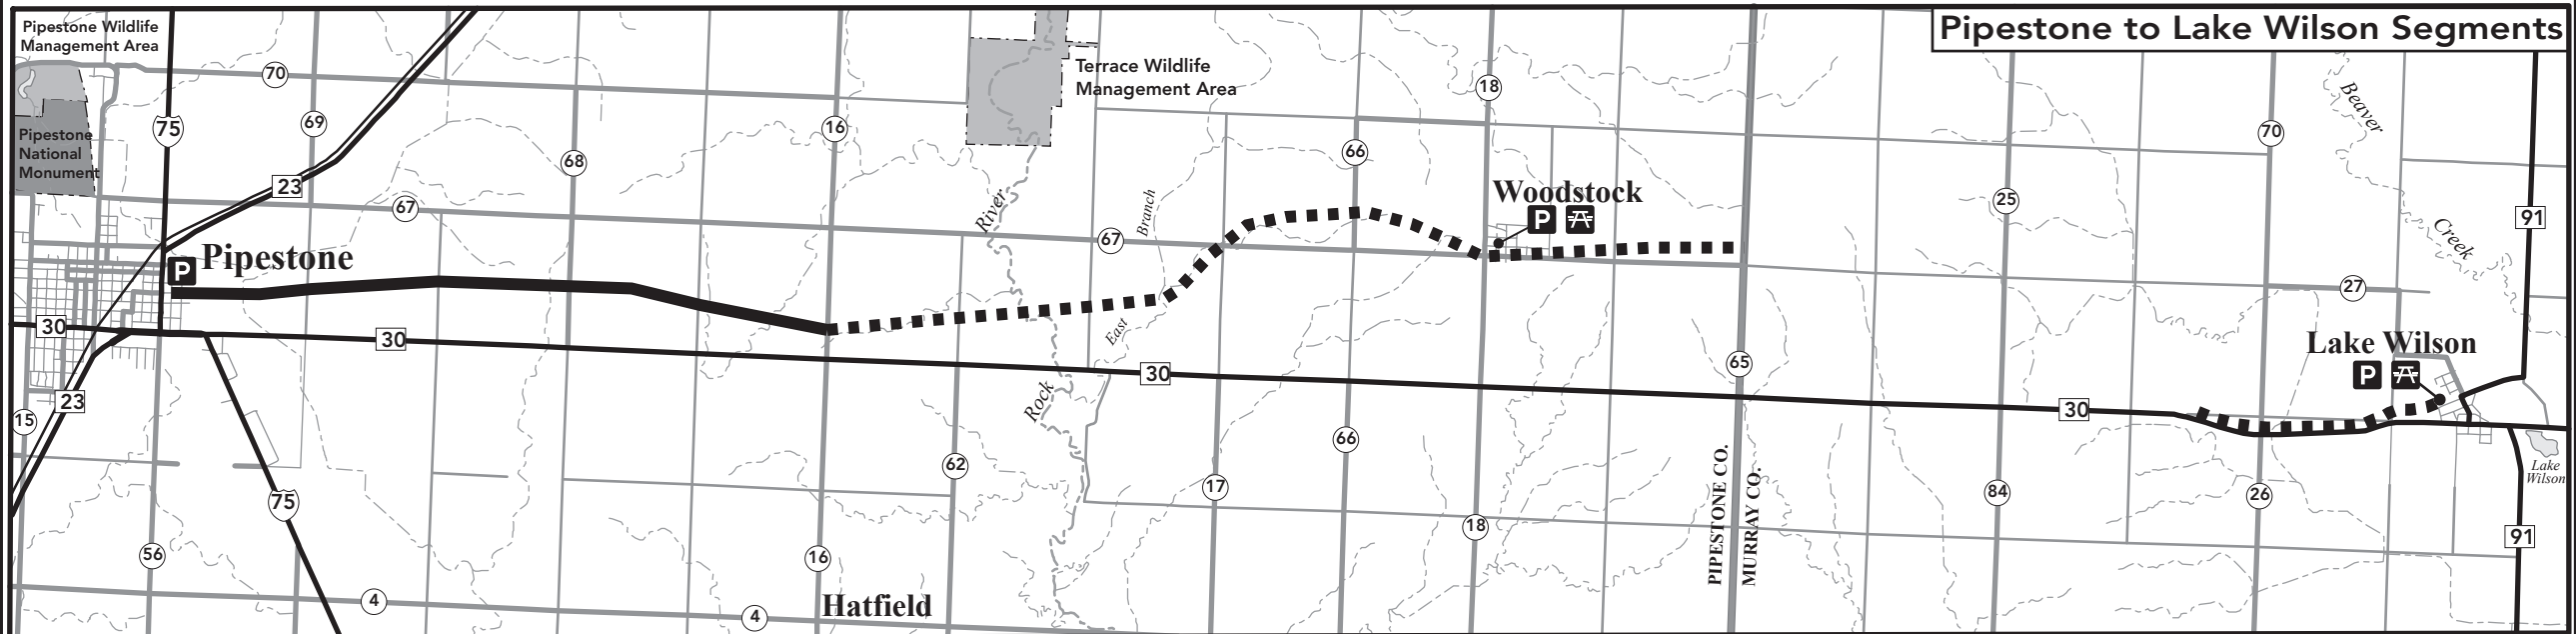 Pipestone to Lake Wilson Segments
Pipestone Wildlife
Management Area
Pipestone
National
Monument
Terrace Wildlife
Management Area
75
70
69
23
67
68
16
18
66
70
25
91
Beaver
Creek
River
Branch
67
Woodstock
P
Pipestone
P
30
30
23
15
East
Rock
30
65
27
Lake Wilson
P
30
Lake
Wilson
62
66
17
18
PIPESTONE CO.
MURRAY CO.
84
26
91
75
56
16
4
4
Hatfield